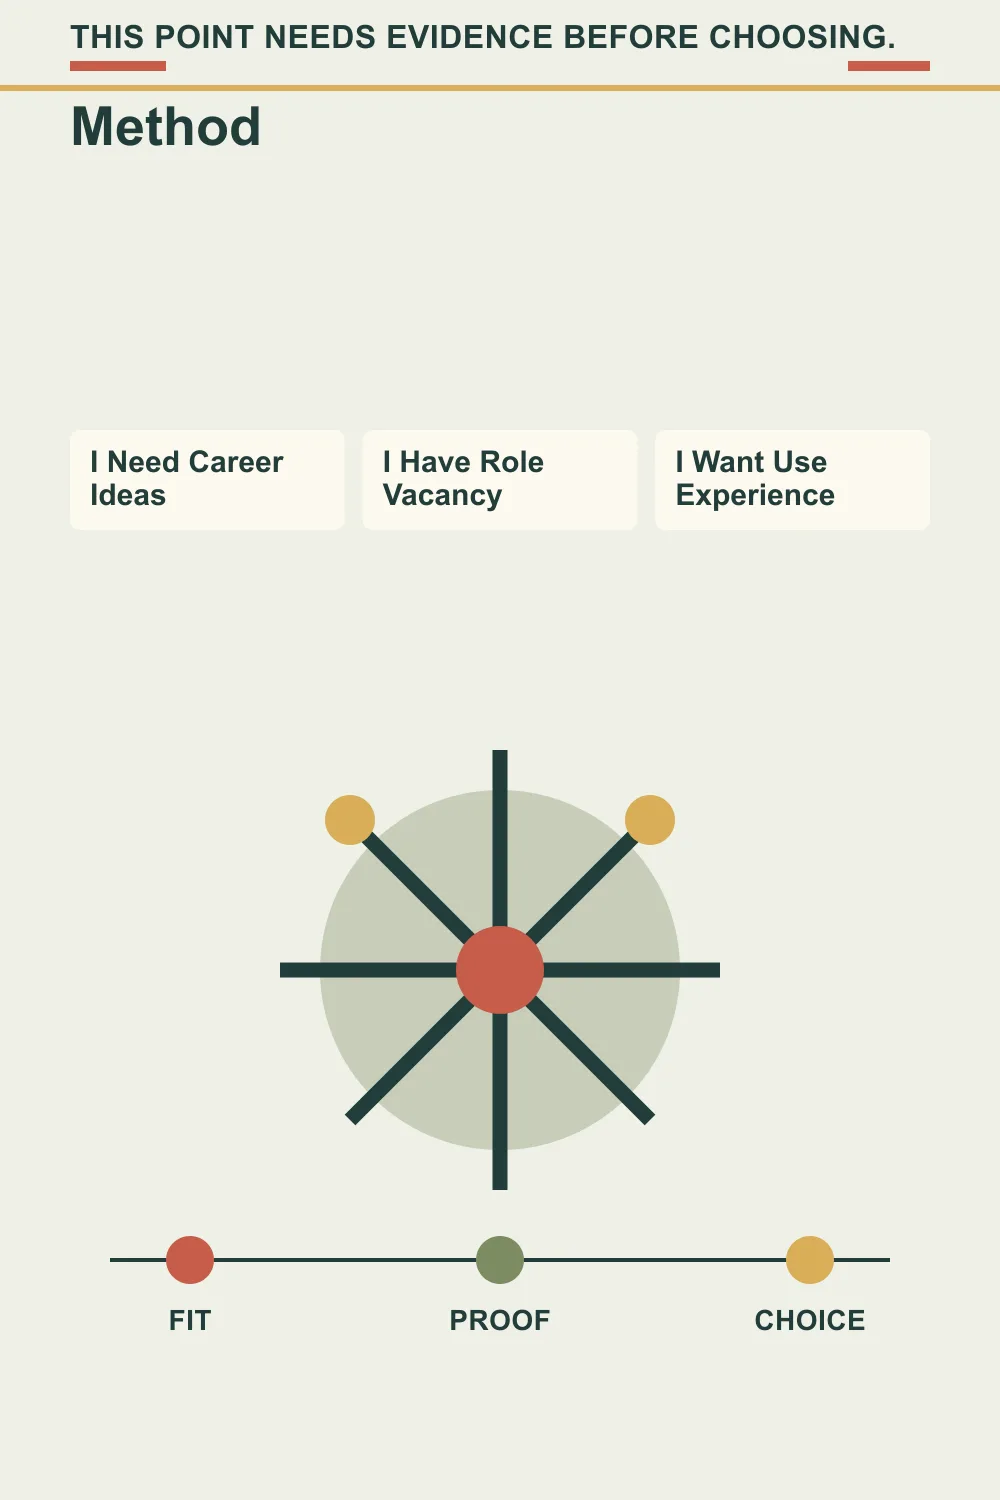 THIS POINT NEEDS EVIDENCE BEFORE CHOOSING.
Method
I Need Career
Ideas
I Have Role
Vacancy
I Want Use
Experience
FIT
PROOF
CHOICE